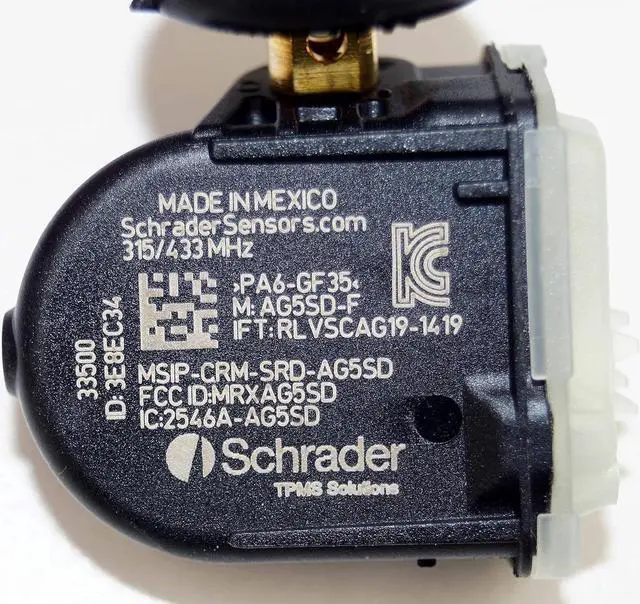 MADE IN MEXICO
SchraderSensors.com
315/433 MHz
>PA6-GF35<
M:AG5SD-F
IFT:RLVSCAG19-1419
33500
ID: 3E8EC34
MSIP-CRM-SRD-AG5SD
FCC ID:MRXAG5SD
IC:2546A-AG5SD
Schrader
TPMS Solutions